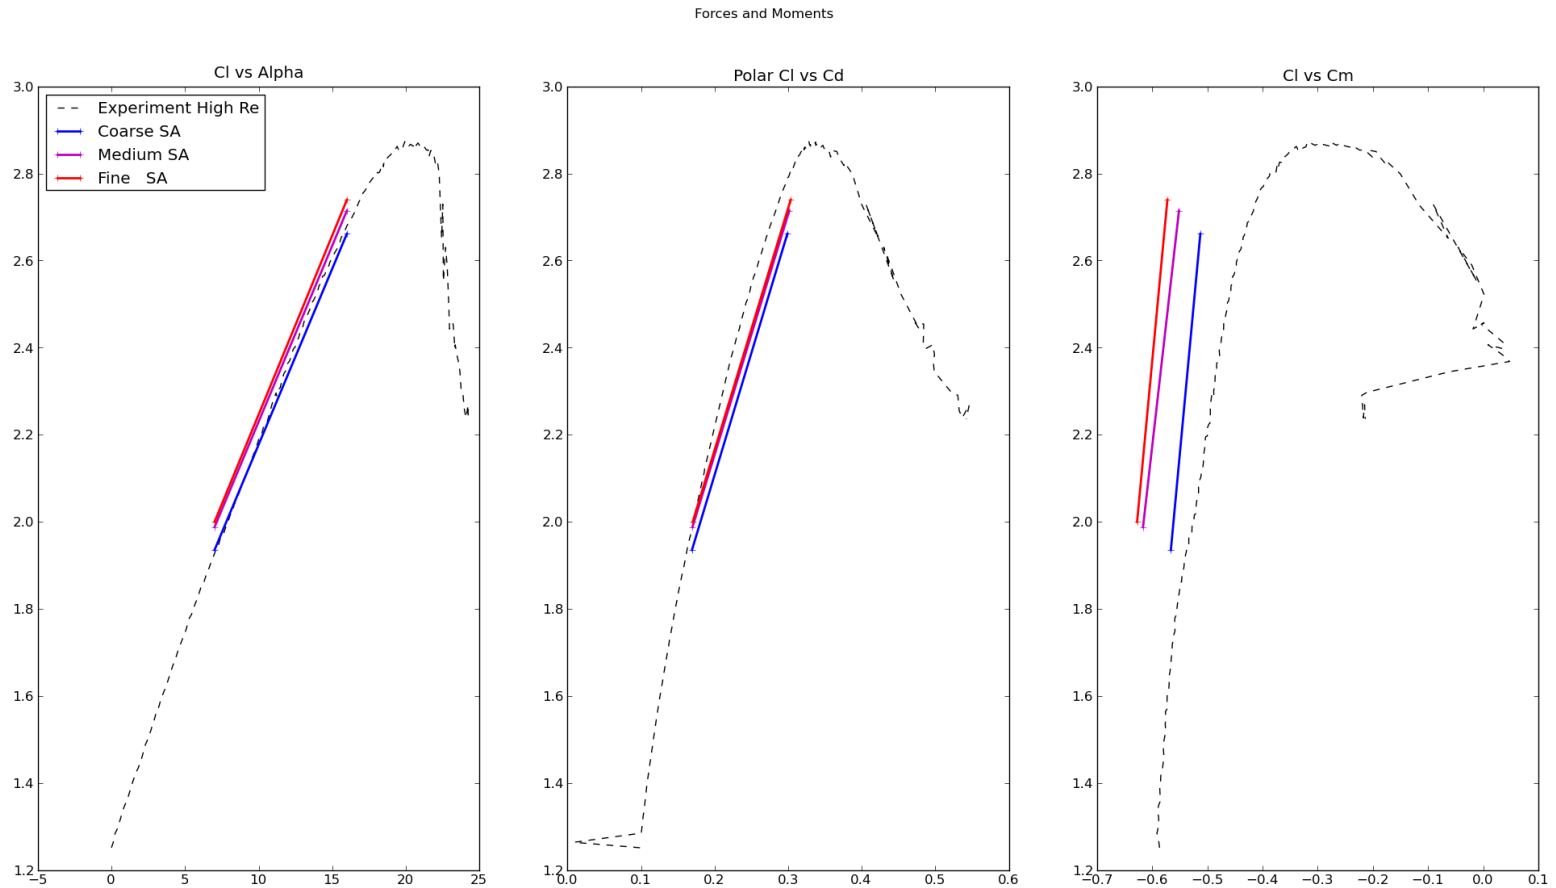 Forces and Moments
Cl vs Alpha
3.0
2.8
2.6
2.4
2.2
2.0
1.8
1.6
1.4
1.2
−5 0 5 10 15 20 25
Experiment High Re
Coarse SA
Medium SA
Fine SA
Polar Cl vs Cd
3.0
2.8
2.6
2.4
2.2
2.0
1.8
1.6
1.4
1.2
0.0 0.1 0.2 0.3 0.4 0.5 0.6
Cl vs Cm
3.0
2.8
2.6
2.4
2.2
2.0
1.8
1.6
1.4
1.2
−0.7 −0.6 −0.5 −0.4 −0.3 −0.2 −0.1 0.0 0.1